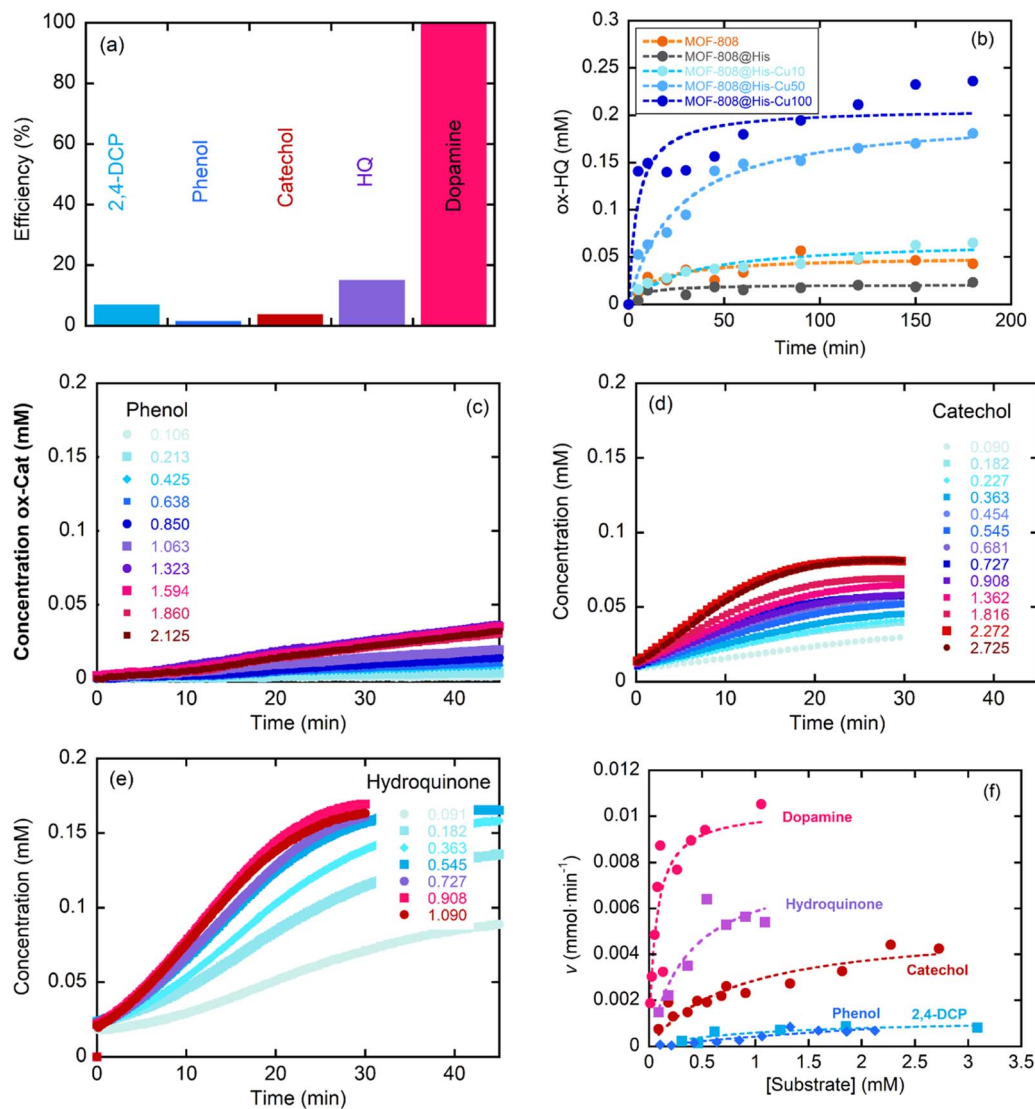 (a)
100
80
60
40
20
0
Efficiency (%)
2,4-DCP
Phenol
Catechol
HQ
Dopamine
(b)
0.3
0.25
0.2
0.15
0.1
0.05
0
ox-HQ (mM)
MOF-808
MOF-808@His
MOF-808@His-Cu10
MOF-808@His-Cu50
MOF-808@His-Cu100
0 50 100 150 200
Time (min)
(c)
0.2
0.15
0.1
0.05
0
Concentration ox-Cat (mM)
Phenol
0.106
0.213
0.425
0.638
0.850
1.063
1.323
1.594
1.860
2.125
0 10 20 30 40
Time (min)
(d)
0.2
0.15
0.1
0.05
0
Concentration (mM)
Catechol
0.090
0.182
0.227
0.363
0.454
0.545
0.681
0.727
0.908
1.362
1.816
2.272
2.725
0 10 20 30 40
Time (min)
(e)
0.2
0.15
0.1
0.05
0
Concentration (mM)
Hydroquinone
0.091
0.182
0.363
0.545
0.727
0.908
1.090
0 10 20 30 40
Time (min)
(f)
0.012
0.01
0.008
0.006
0.004
0.002
0
v (mmol·min⁻¹)
Dopamine
Hydroquinone
Catechol
Phenol
2,4-DCP
0 0.5 1 1.5 2 2.5 3 3.5
[Substrate] (mM)